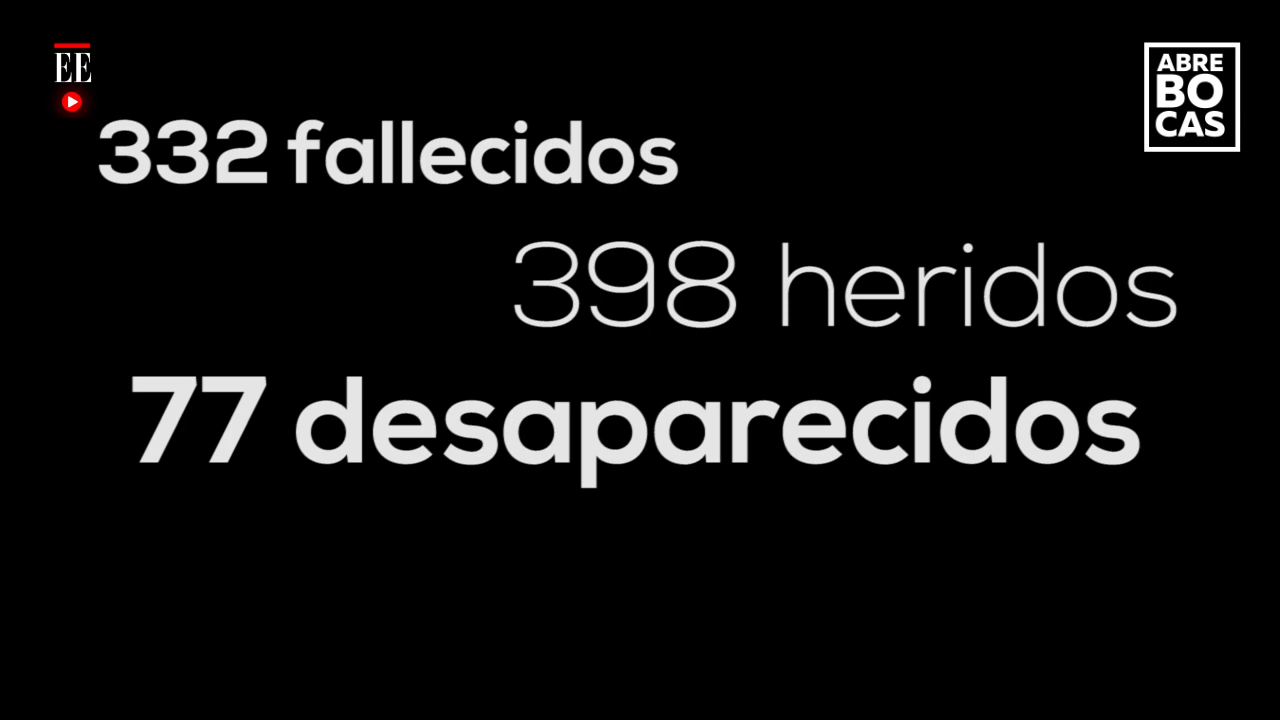 EE
ABRE
BO
CAS
332 fallecidos
398 heridos
77 desaparecidos